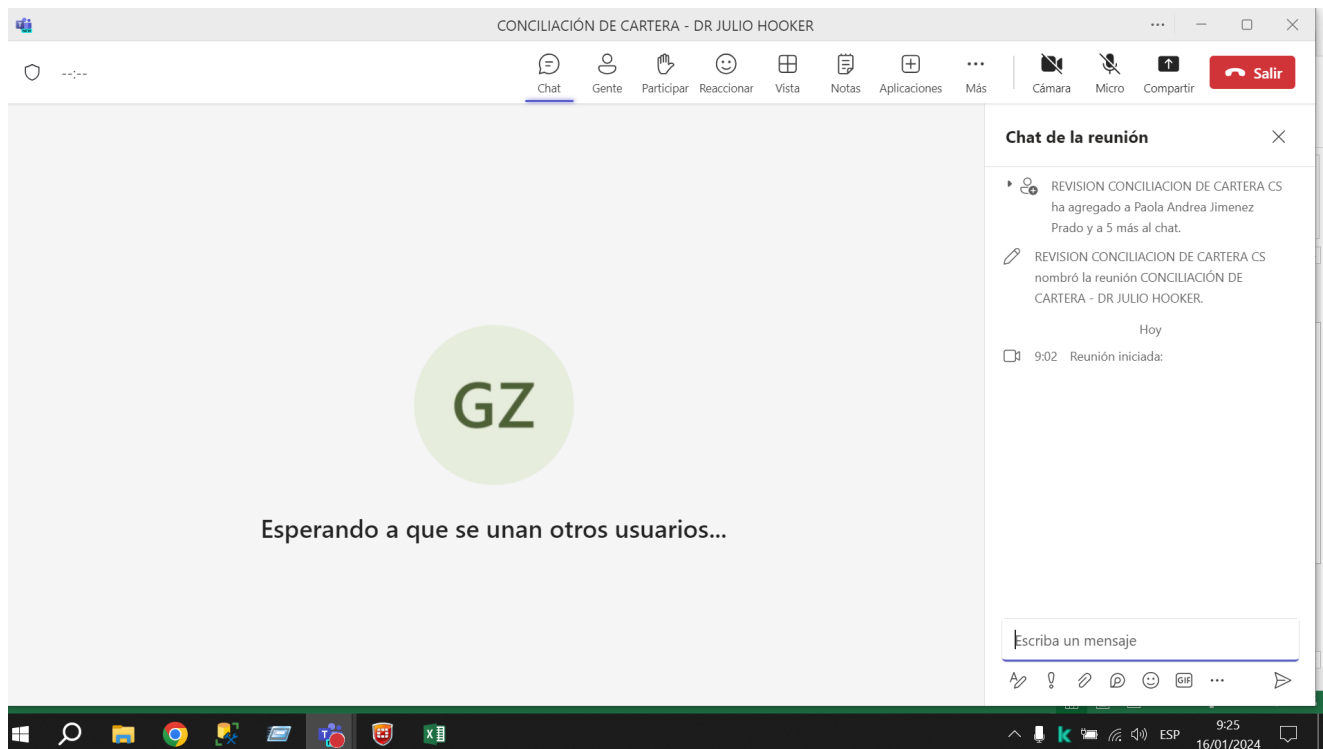 CONCILIACIÓN DE CARTERA - DR JULIO HOOKER
--:--
Chat
Gente
Participar
Reaccionar
Vista
Notas
Aplicaciones
Más
Cámara
Micro
Compartir
Salir
GZ
Esperando a que se unan otros usuarios...
Chat de la reunión
REVISION CONCILIACION DE CARTERA CS
ha agregado a Paola Andrea Jimenez
Prado y a 5 más al chat.
REVISION CONCILIACION DE CARTERA CS
nombró la reunión CONCILIACIÓN DE
CARTERA - DR JULIO HOOKER.
Hoy
9:02 Reunión iniciada:
Escriba un mensaje
GIF
ESP
9:25
16/01/2024